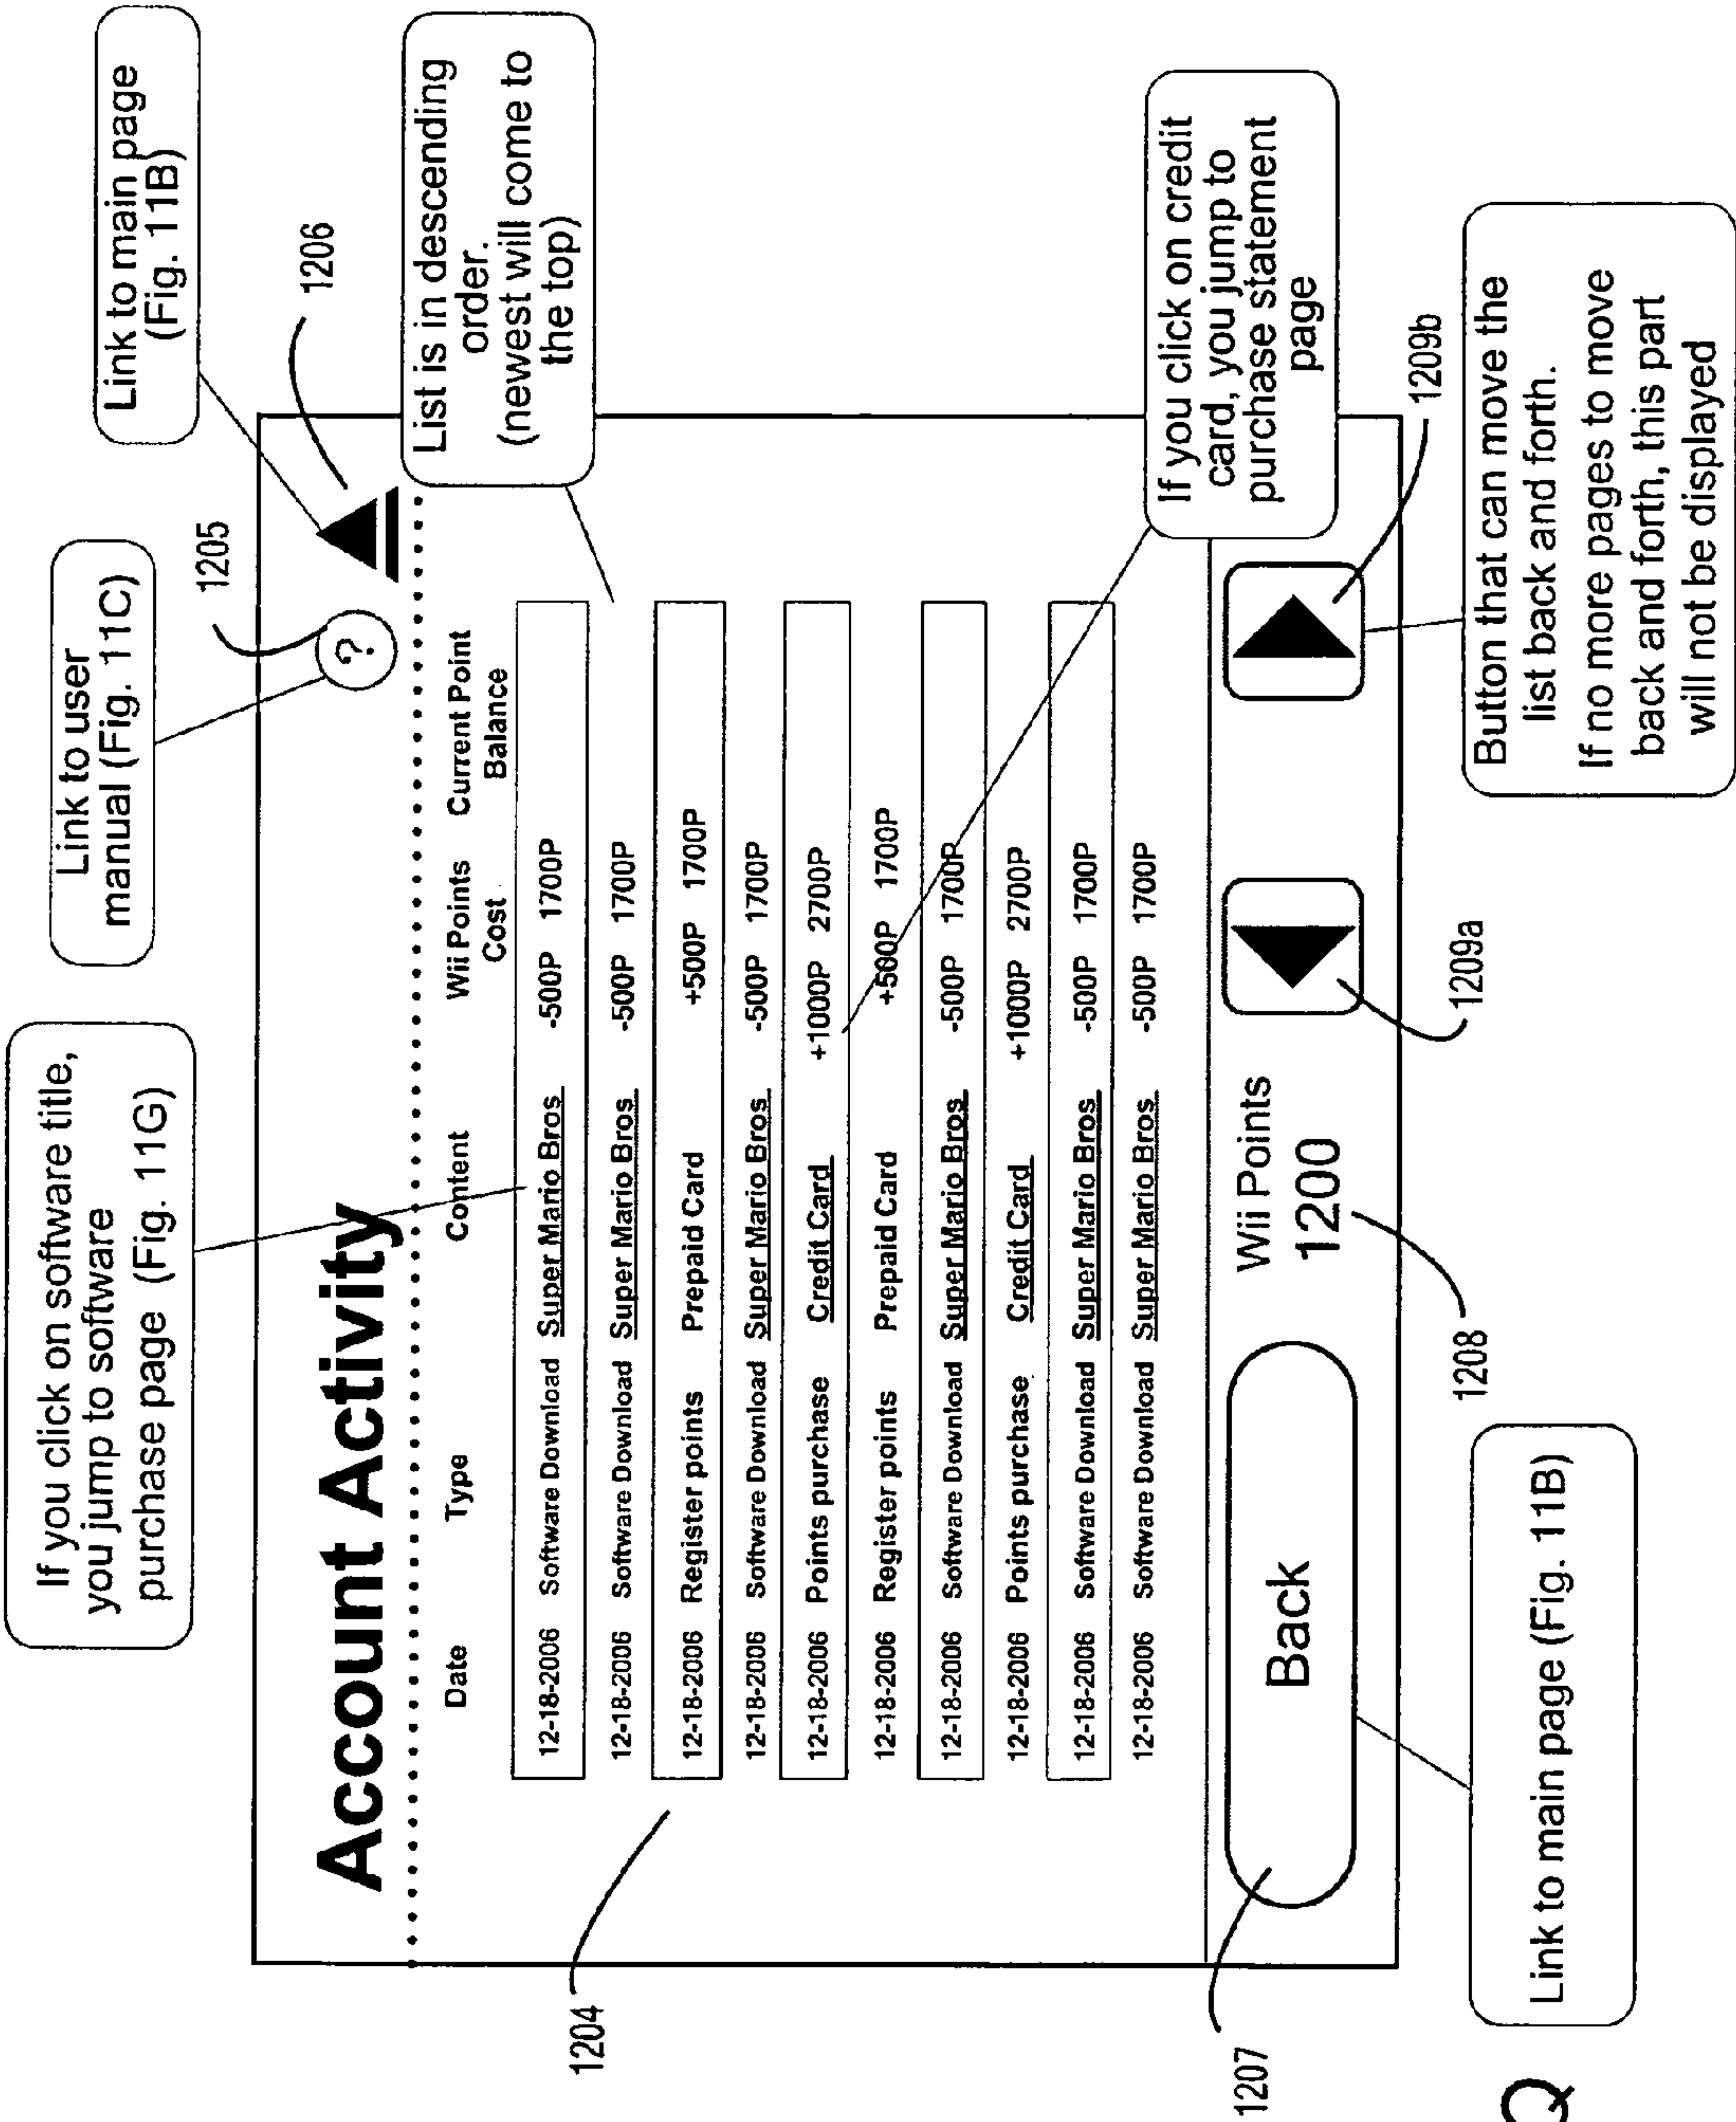 If you click on software title,
you jump to software
purchase page (Fig. 11G)
Link to user
manual (Fig. 11C)
Link to main page
(Fig. 11B)
1205
1206
Account Activity
?
List is in descending
order.
(newest will come to
the top)
Date Type Content Wii Points Cost Current Point Balance
12-18-2006 Software Download Super Mario Bros -500P 1700P
12-18-2006 Software Download Super Mario Bros -500P 1700P
12-18-2006 Register points Prepaid Card +500P 1700P
12-18-2006 Software Download Super Mario Bros -500P 1700P
12-18-2006 Points purchase Credit Card +1000P 2700P
12-18-2006 Register points Prepaid Card +500P 1700P
12-18-2006 Software Download Super Mario Bros -500P 1700P
12-18-2006 Points purchase Credit Card +1000P 2700P
12-18-2006 Software Download Super Mario Bros -500P 1700P
12-18-2006 Software Download Super Mario Bros -500P 1700P
1204
If you click on credit
card, you jump to
purchase statement
page
Back
Wii Points
1200
1207
1208
1209a
1209b
Link to main page (Fig. 11B)
Button that can move the
list back and forth.
If no more pages to move
back and forth, this part
will not be displayed
Q